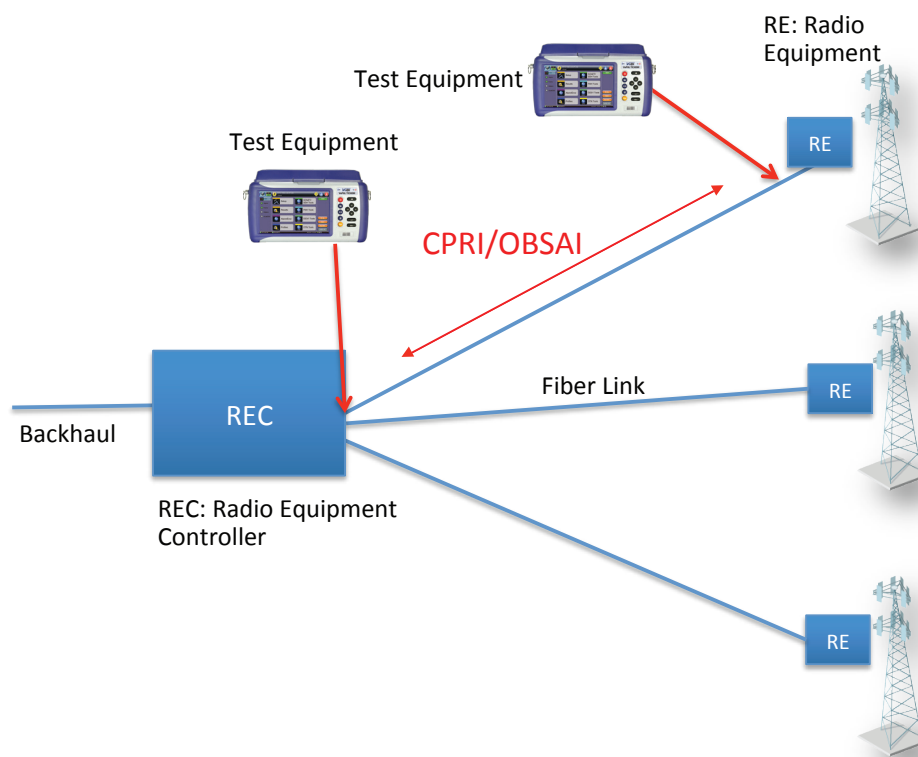 RE: Radio
Equipment
Test Equipment
Test Equipment
RE
CPRI/OBSAI
Fiber Link
RE
REC
Backhaul
REC: Radio Equipment
Controller
RE